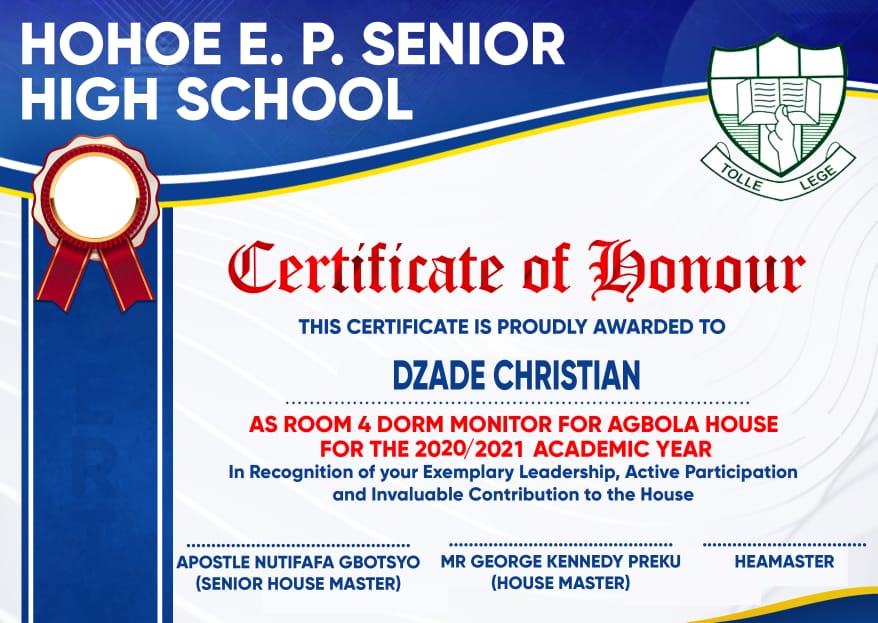 HOHOE E. P. SENIOR
HIGH SCHOOL
TOLLE LEGE
Certificate of Honour
THIS CERTIFICATE IS PROUDLY AWARDED TO
DZADE CHRISTIAN
AS ROOM 4 DORM MONITOR FOR AGBOLA HOUSE
FOR THE 2020/2021 ACADEMIC YEAR
In Recognition of your Exemplary Leadership, Active Participation
and Invaluable Contribution to the House
APOSTLE NUTIFAFA GBOTSYO
(SENIOR HOUSE MASTER)
MR GEORGE KENNEDY PREKU
(HOUSE MASTER)
HEAMASTER